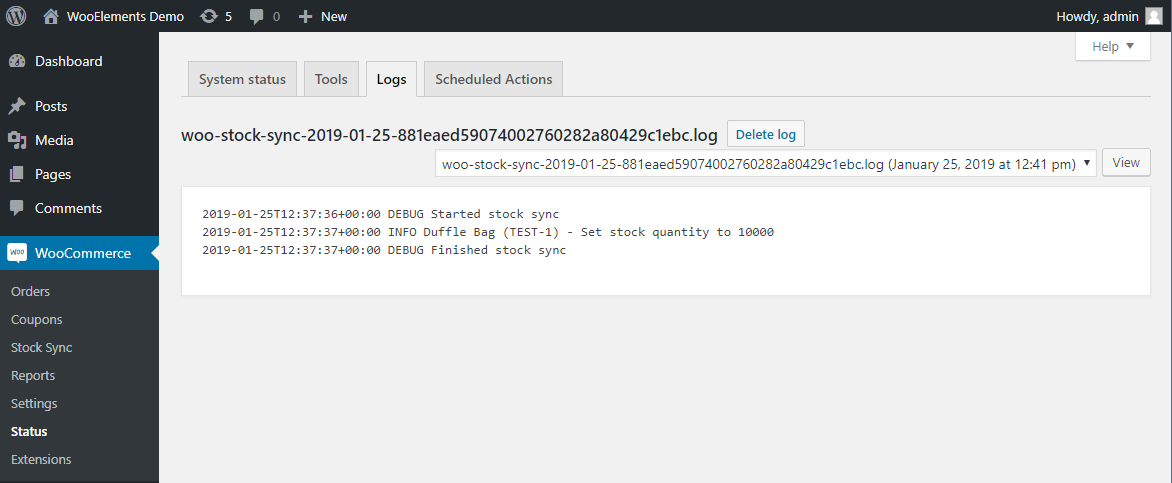 WooElements Demo 5 0 New Howdy, admin
Help
Dashboard
Posts
Media
Pages
Comments
WOO WooCommerce
Orders
Coupons
Stock Sync
Reports
Settings
Status
Extensions
System status Tools Logs Scheduled Actions
woo-stock-sync-2019-01-25-881eaed59074002760282a80429c1ebc.log Delete log
woo-stock-sync-2019-01-25-881eaed59074002760282a80429c1ebc.log (January 25, 2019 at 12:41 pm) View
2019-01-25T12:37:36+00:00 DEBUG Started stock sync
2019-01-25T12:37:37+00:00 INFO Duffle Bag (TEST-1) - Set stock quantity to 10000
2019-01-25T12:37:37+00:00 DEBUG Finished stock sync